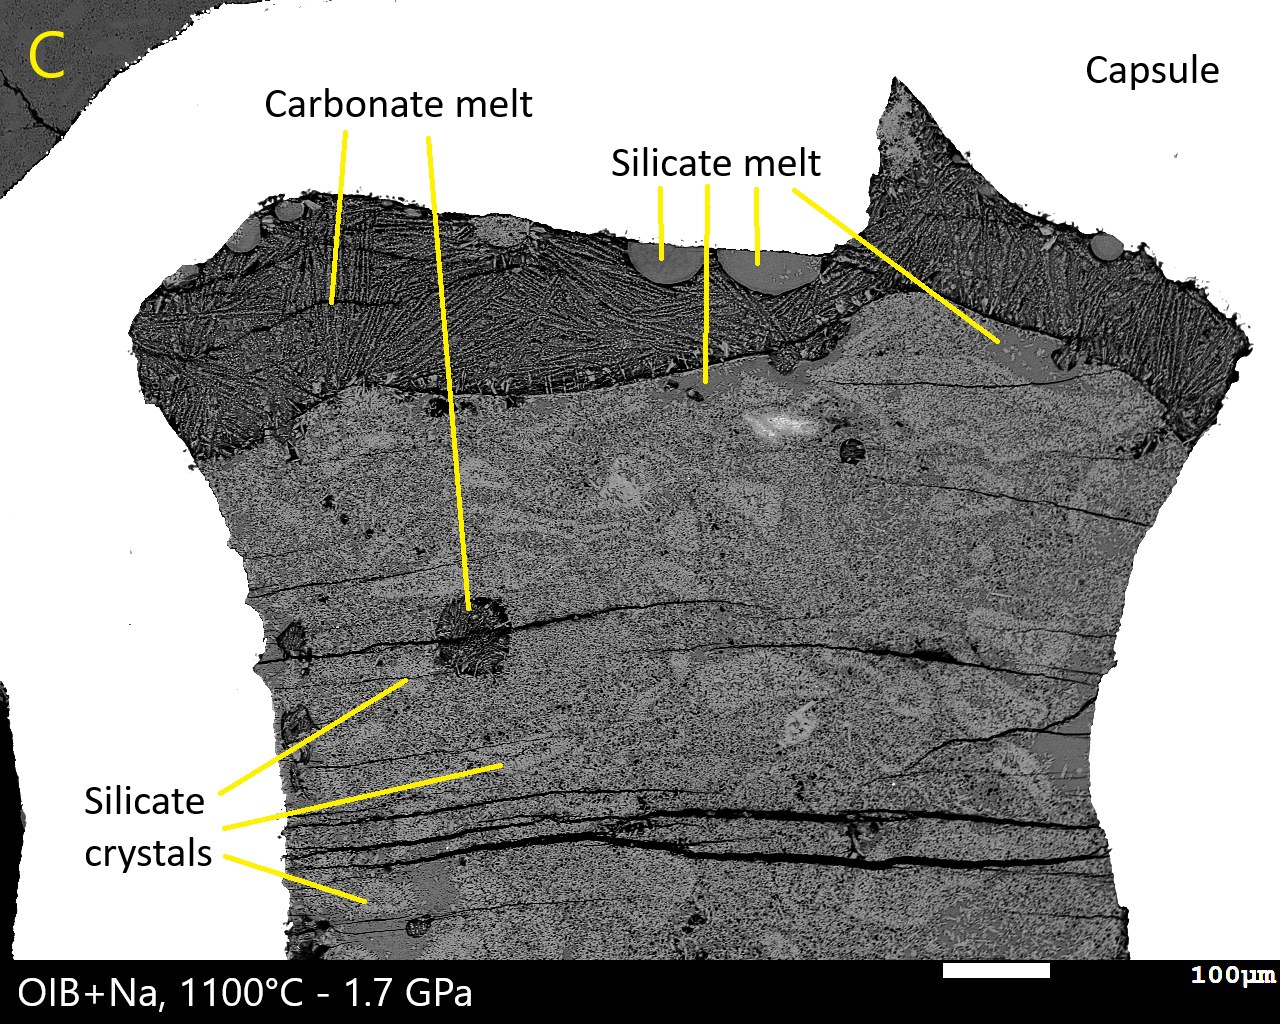 C
Capsule
Carbonate melt
Silicate melt
Silicate
crystals
100µm
OIB+Na, 1100°C - 1.7 GPa